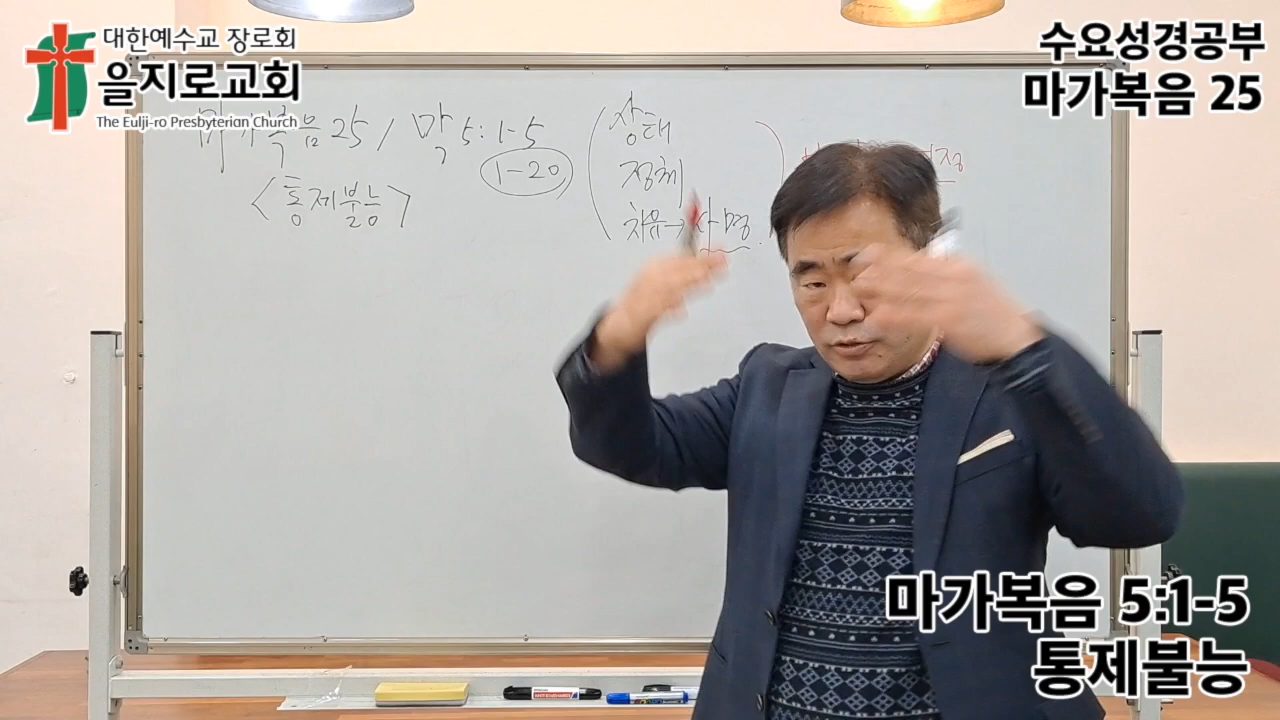 대한예수교 장로회
을지로교회
The Eulji-ro Presbyterian Church
수요성경공부
마가복음 25
마가복음 25 / 막 5:1-5
1-20
<통제불능>
상태
정체
치유→사명
마가복음 5:1-5
통제불능